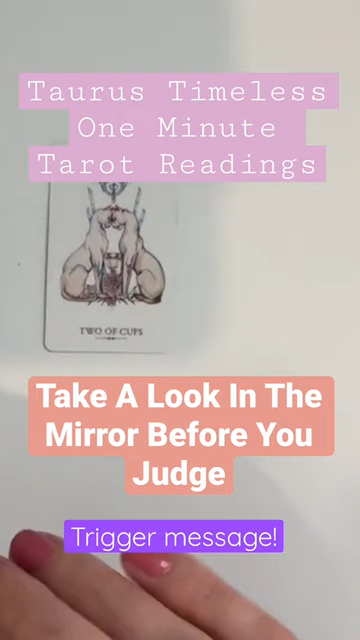 Taurus Timeless
One Minute
Tarot Readings
TWO OF CUPS
Take A Look In The
Mirror Before You
Judge
Trigger message!